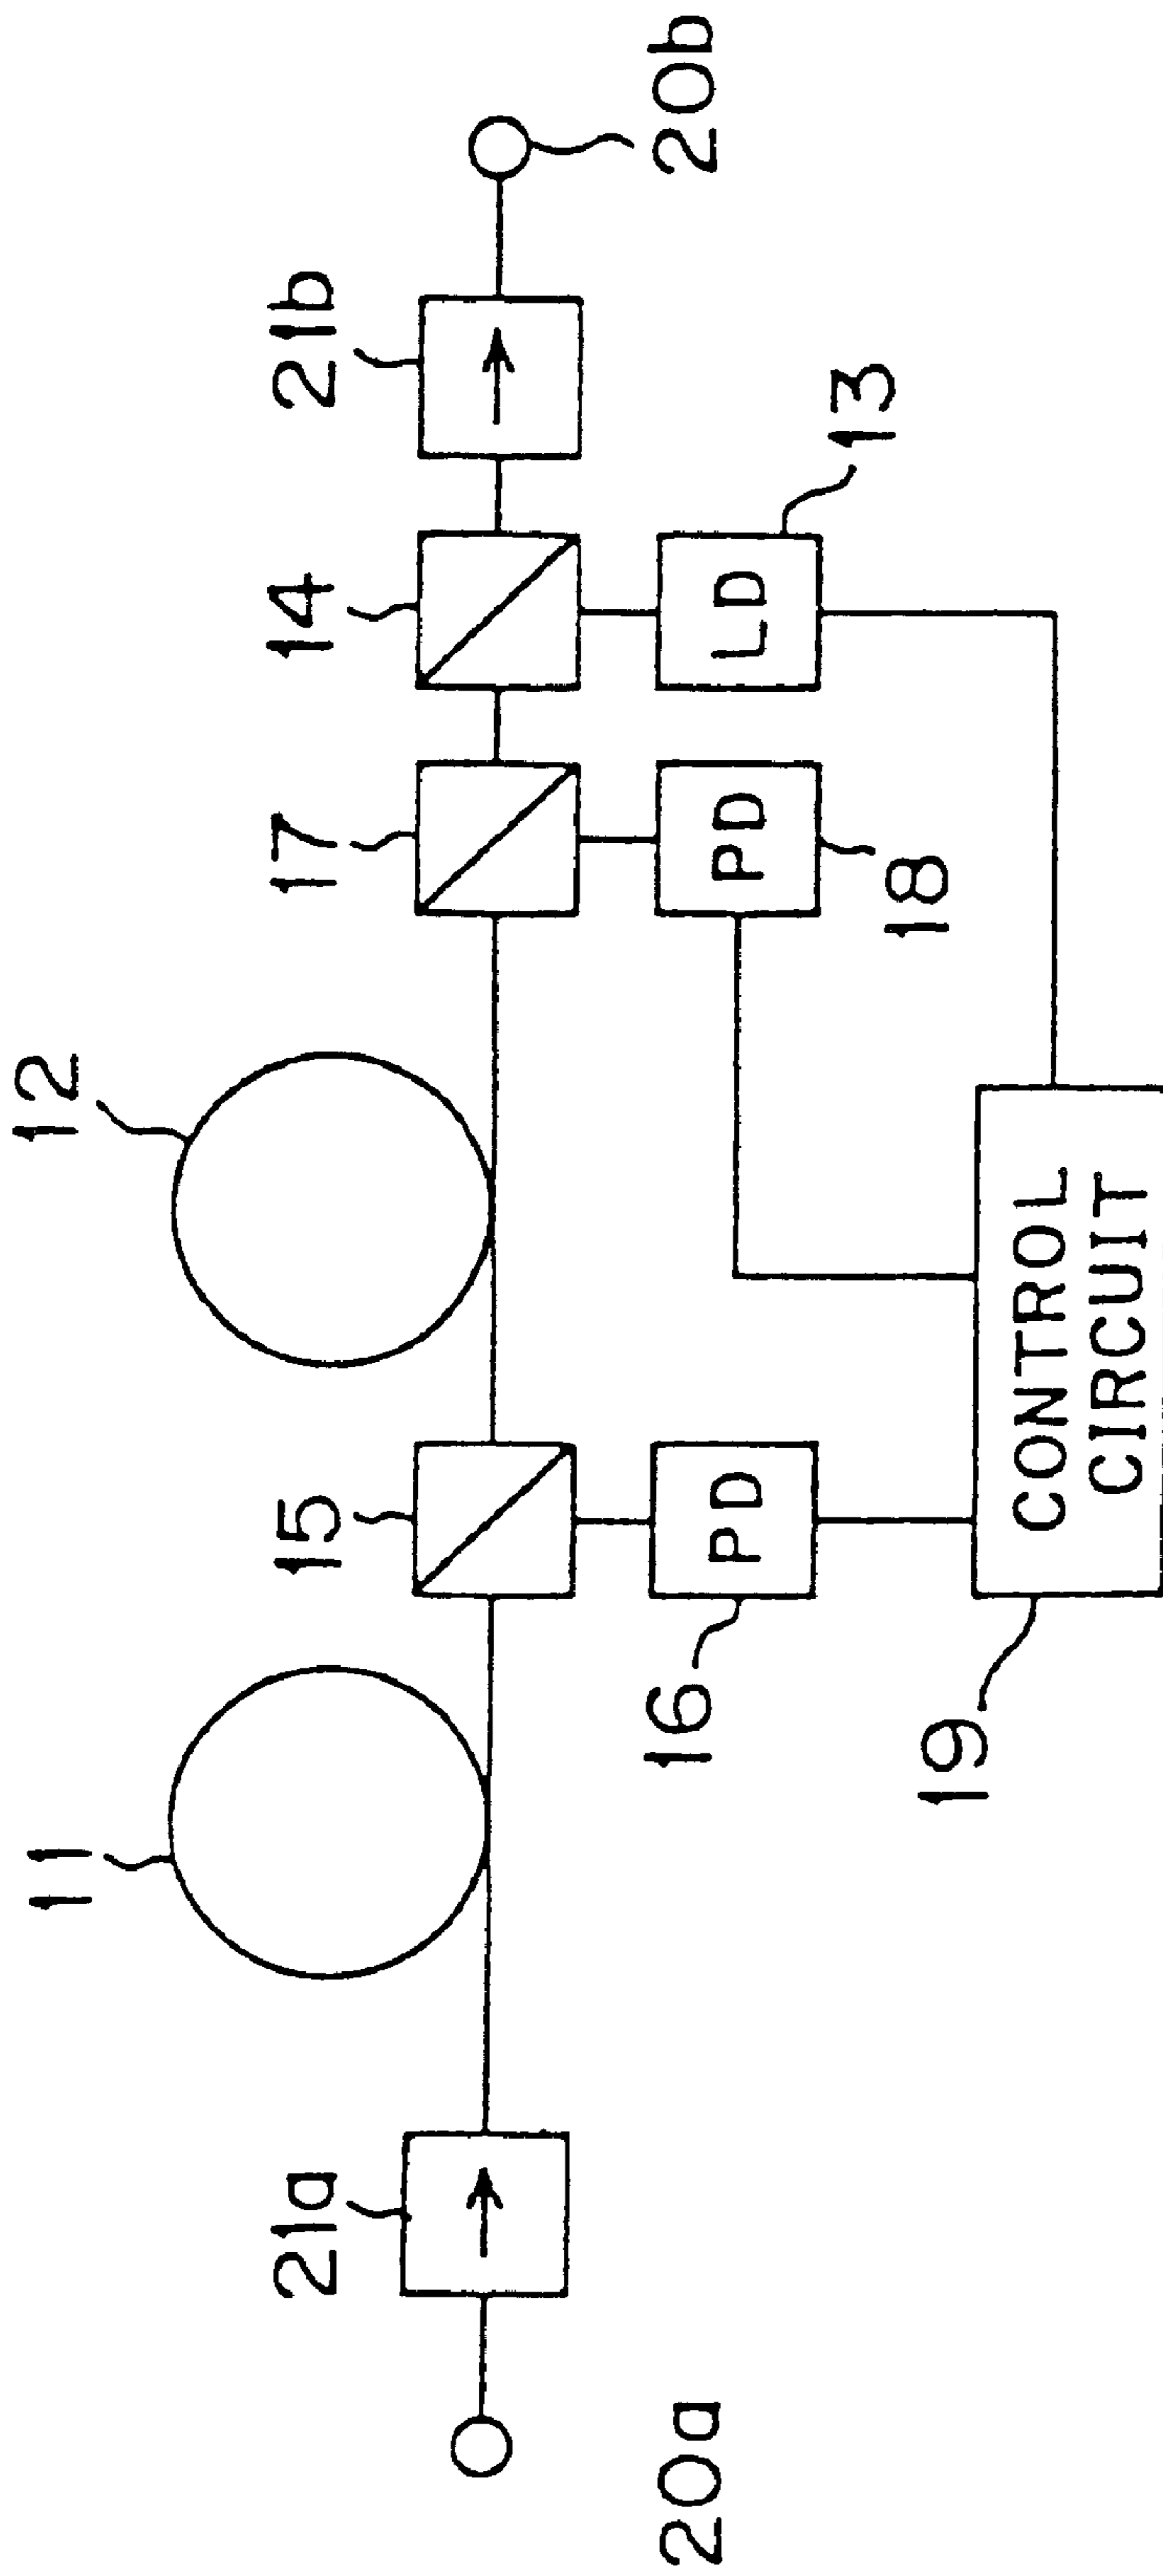 11
12
21a
15
17
14
21b
20a
20b
16
PD
PD
18
LD
13
19
CONTROL
CIRCUIT